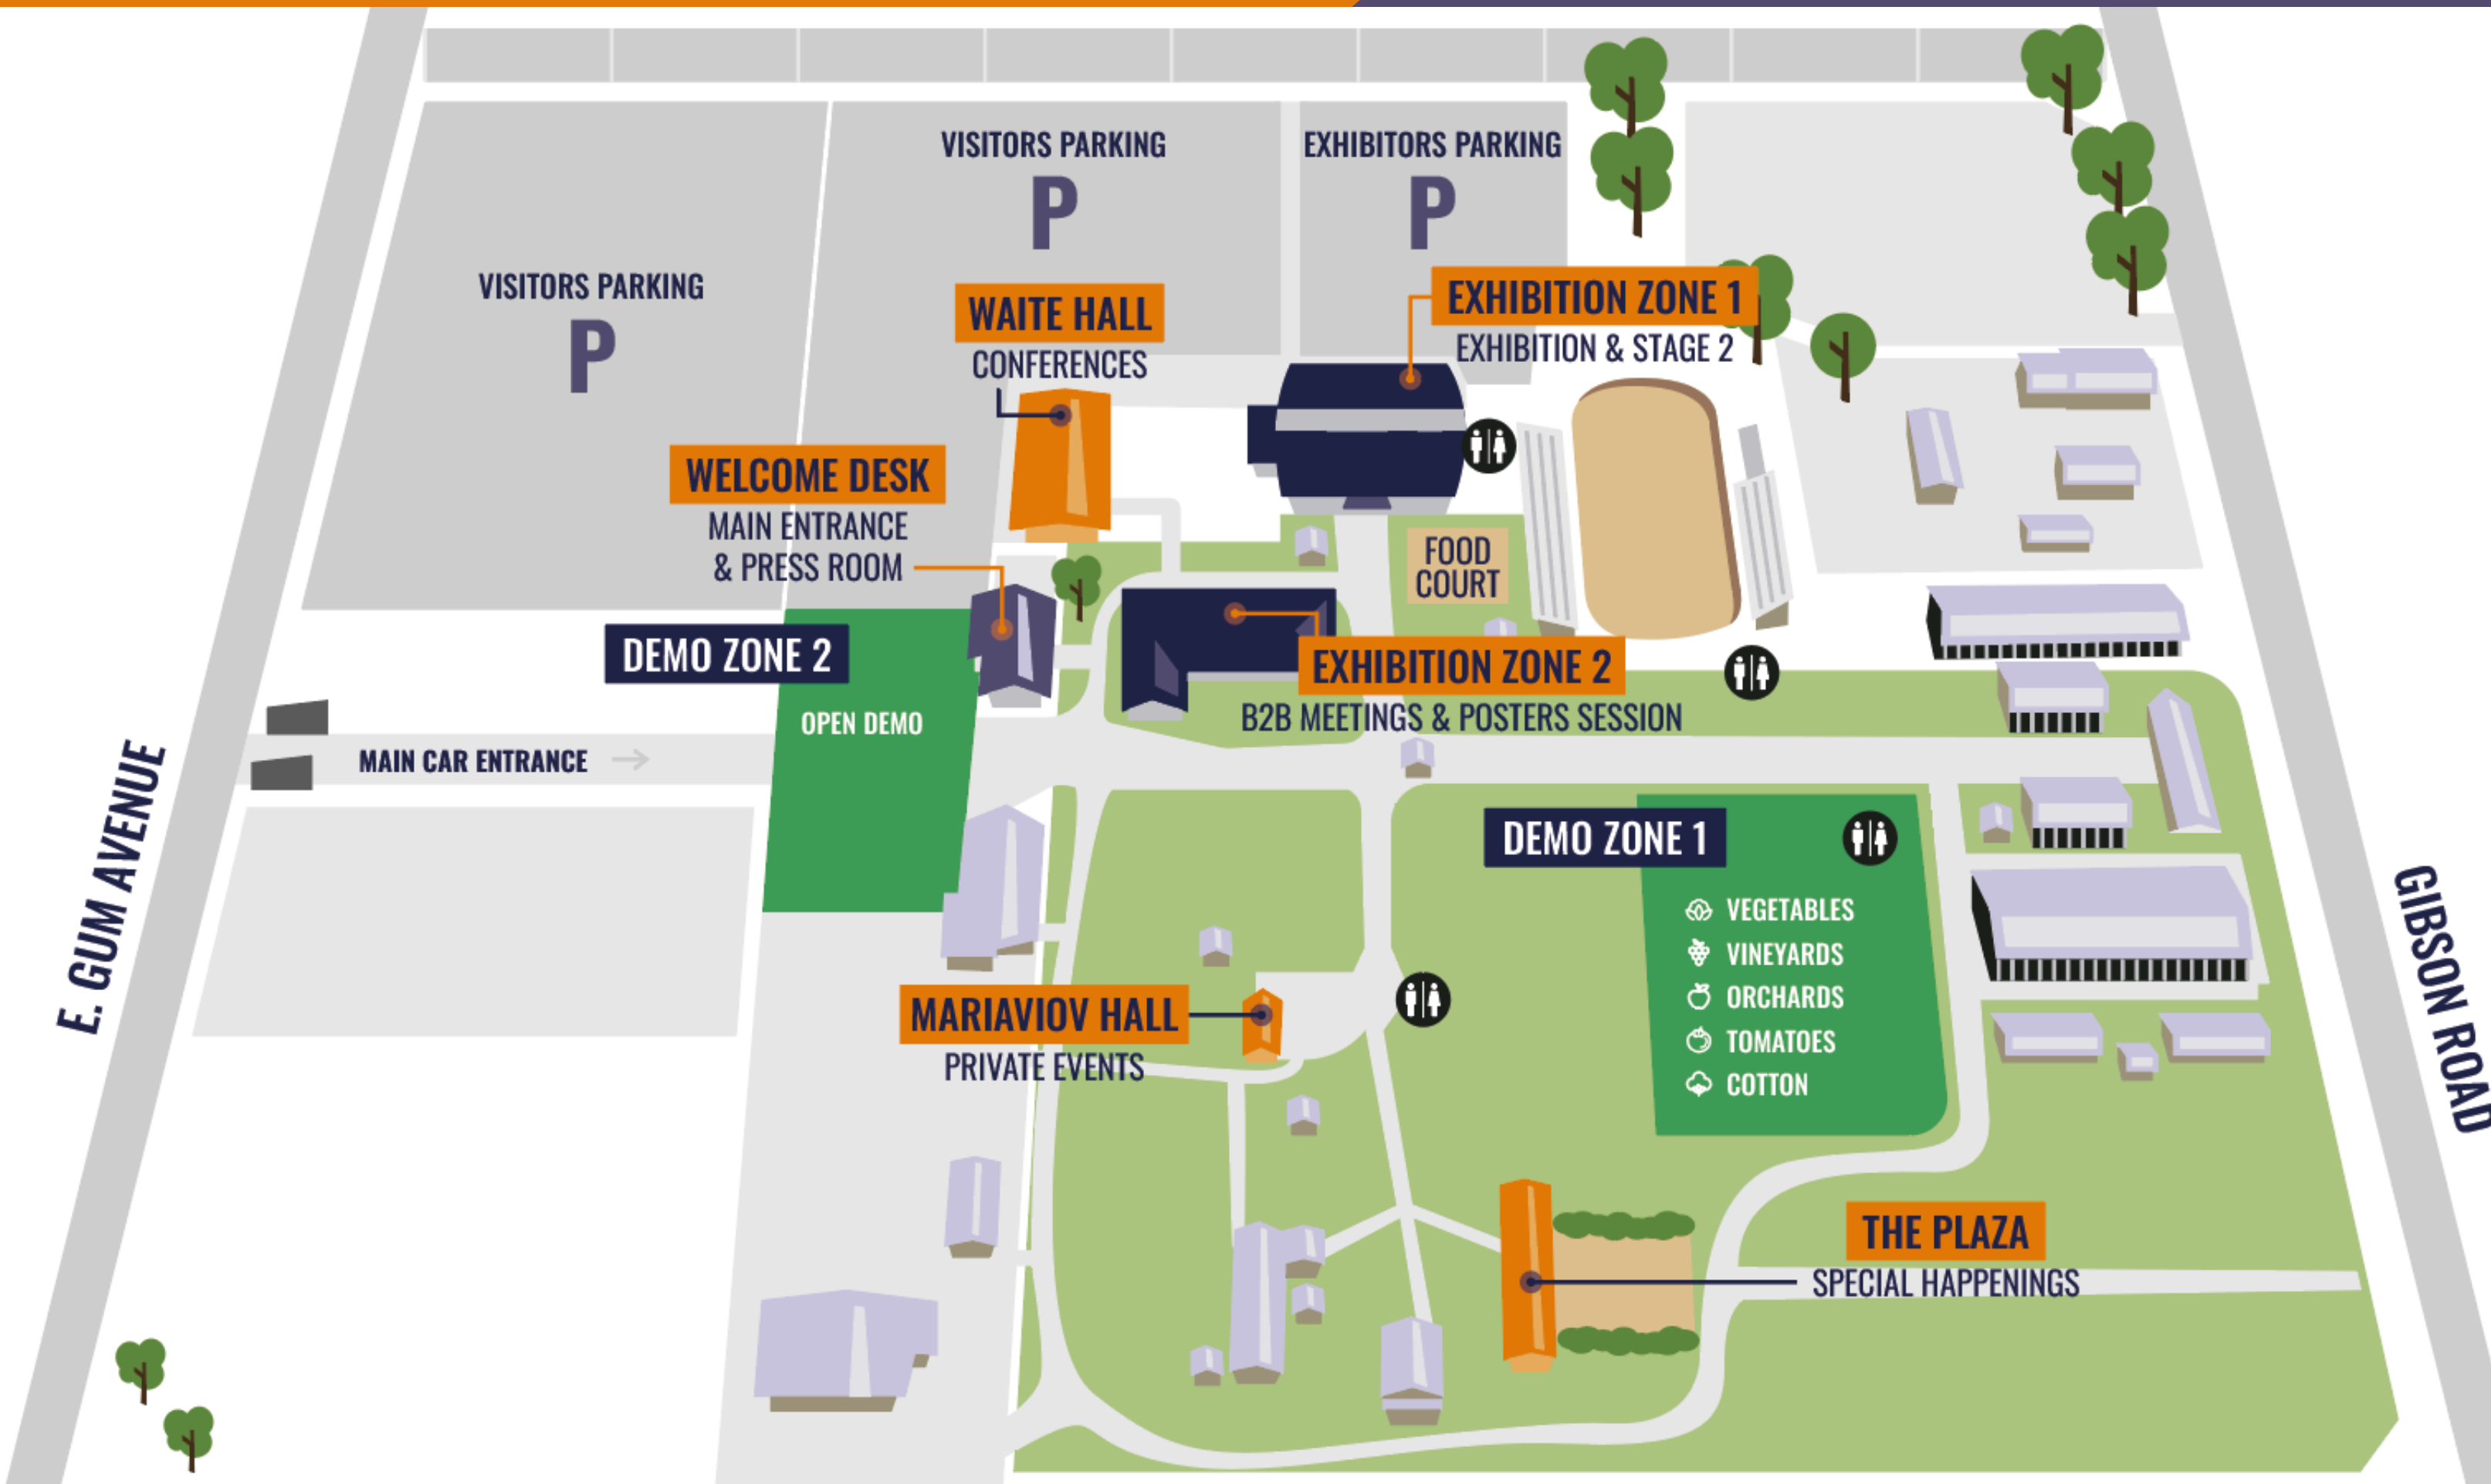 VISITORS PARKING
P
EXHIBITORS PARKING
P
VISITORS PARKING
P
WAITE HALL
CONFERENCES
EXHIBITION ZONE 1
EXHIBITION & STAGE 2
WELCOME DESK
MAIN ENTRANCE
& PRESS ROOM
FOOD
COURT
DEMO ZONE 2
OPEN DEMO
EXHIBITION ZONE 2
B2B MEETINGS & POSTERS SESSION
MAIN CAR ENTRANCE
E. GUM AVENUE
DEMO ZONE 1
VEGETABLES
VINEYARDS
ORCHARDS
TOMATOES
COTTON
GIBSON ROAD
MARIAVIOV HALL
PRIVATE EVENTS
THE PLAZA
SPECIAL HAPPENINGS